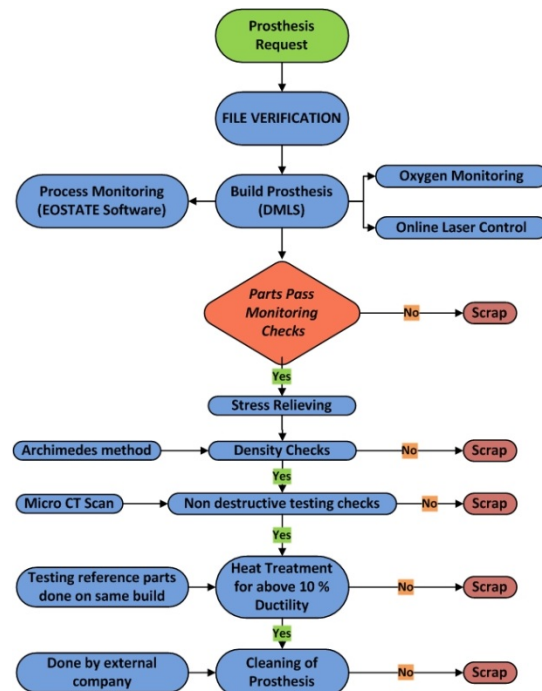 Prosthesis
Request
FILE VERIFICATION
Process Monitoring
(EOSTATE Software)
Build Prosthesis
(DMLS)
Oxygen Monitoring
Online Laser Control
Parts Pass
Monitoring
Checks
No
Scrap
Yes
Stress Relieving
Archimedes method
Density Checks
No
Scrap
Yes
Micro CT Scan
Non destructive testing checks
No
Scrap
Yes
Testing reference parts
done on same build
Heat Treatment
for above 10 %
Ductility
No
Scrap
Yes
Done by external
company
Cleaning of
Prosthesis
No
Scrap